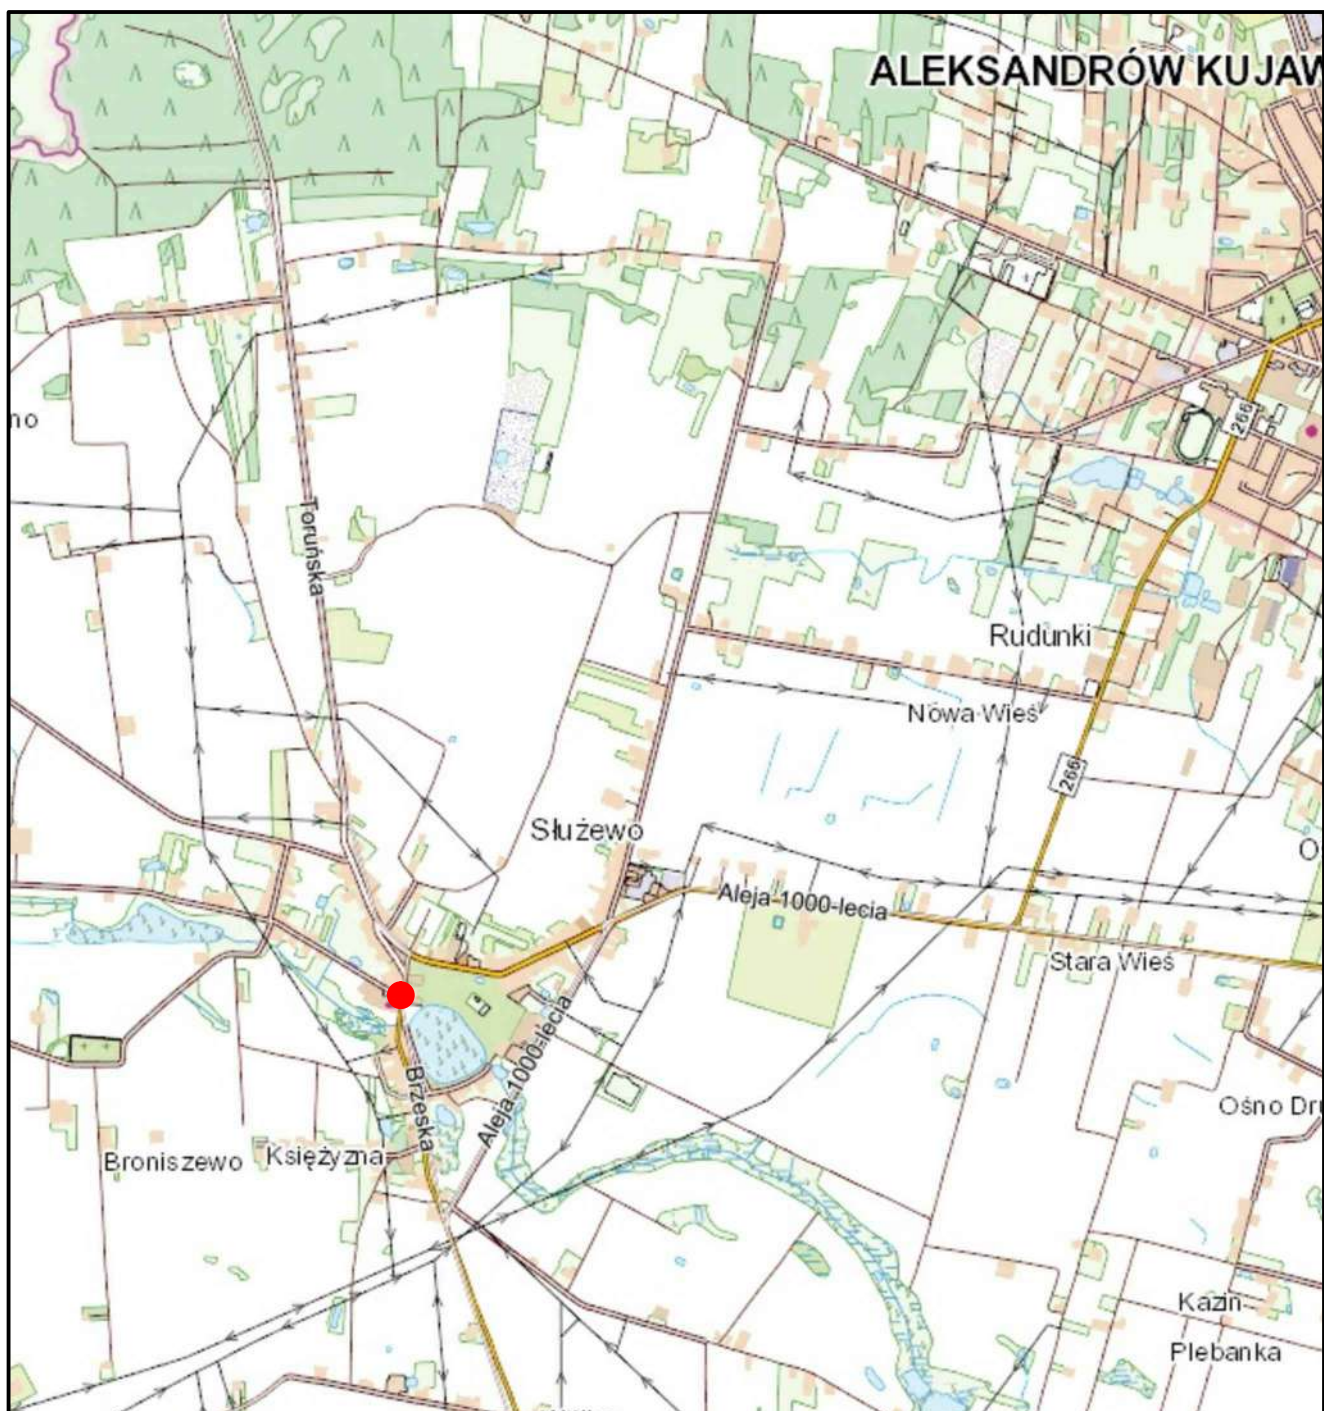 ALEKSANDRÓW KUJAW
no
266
Toruńska
Rudunki
Nowa Wieś
266
Służewo
O
Aleja 1000-lecia
Stara Wieś
Aleja 1000-lecia
Brzeska
Ośno Dru
Broniszewo
Księżyzna
Kazin
Plebanka